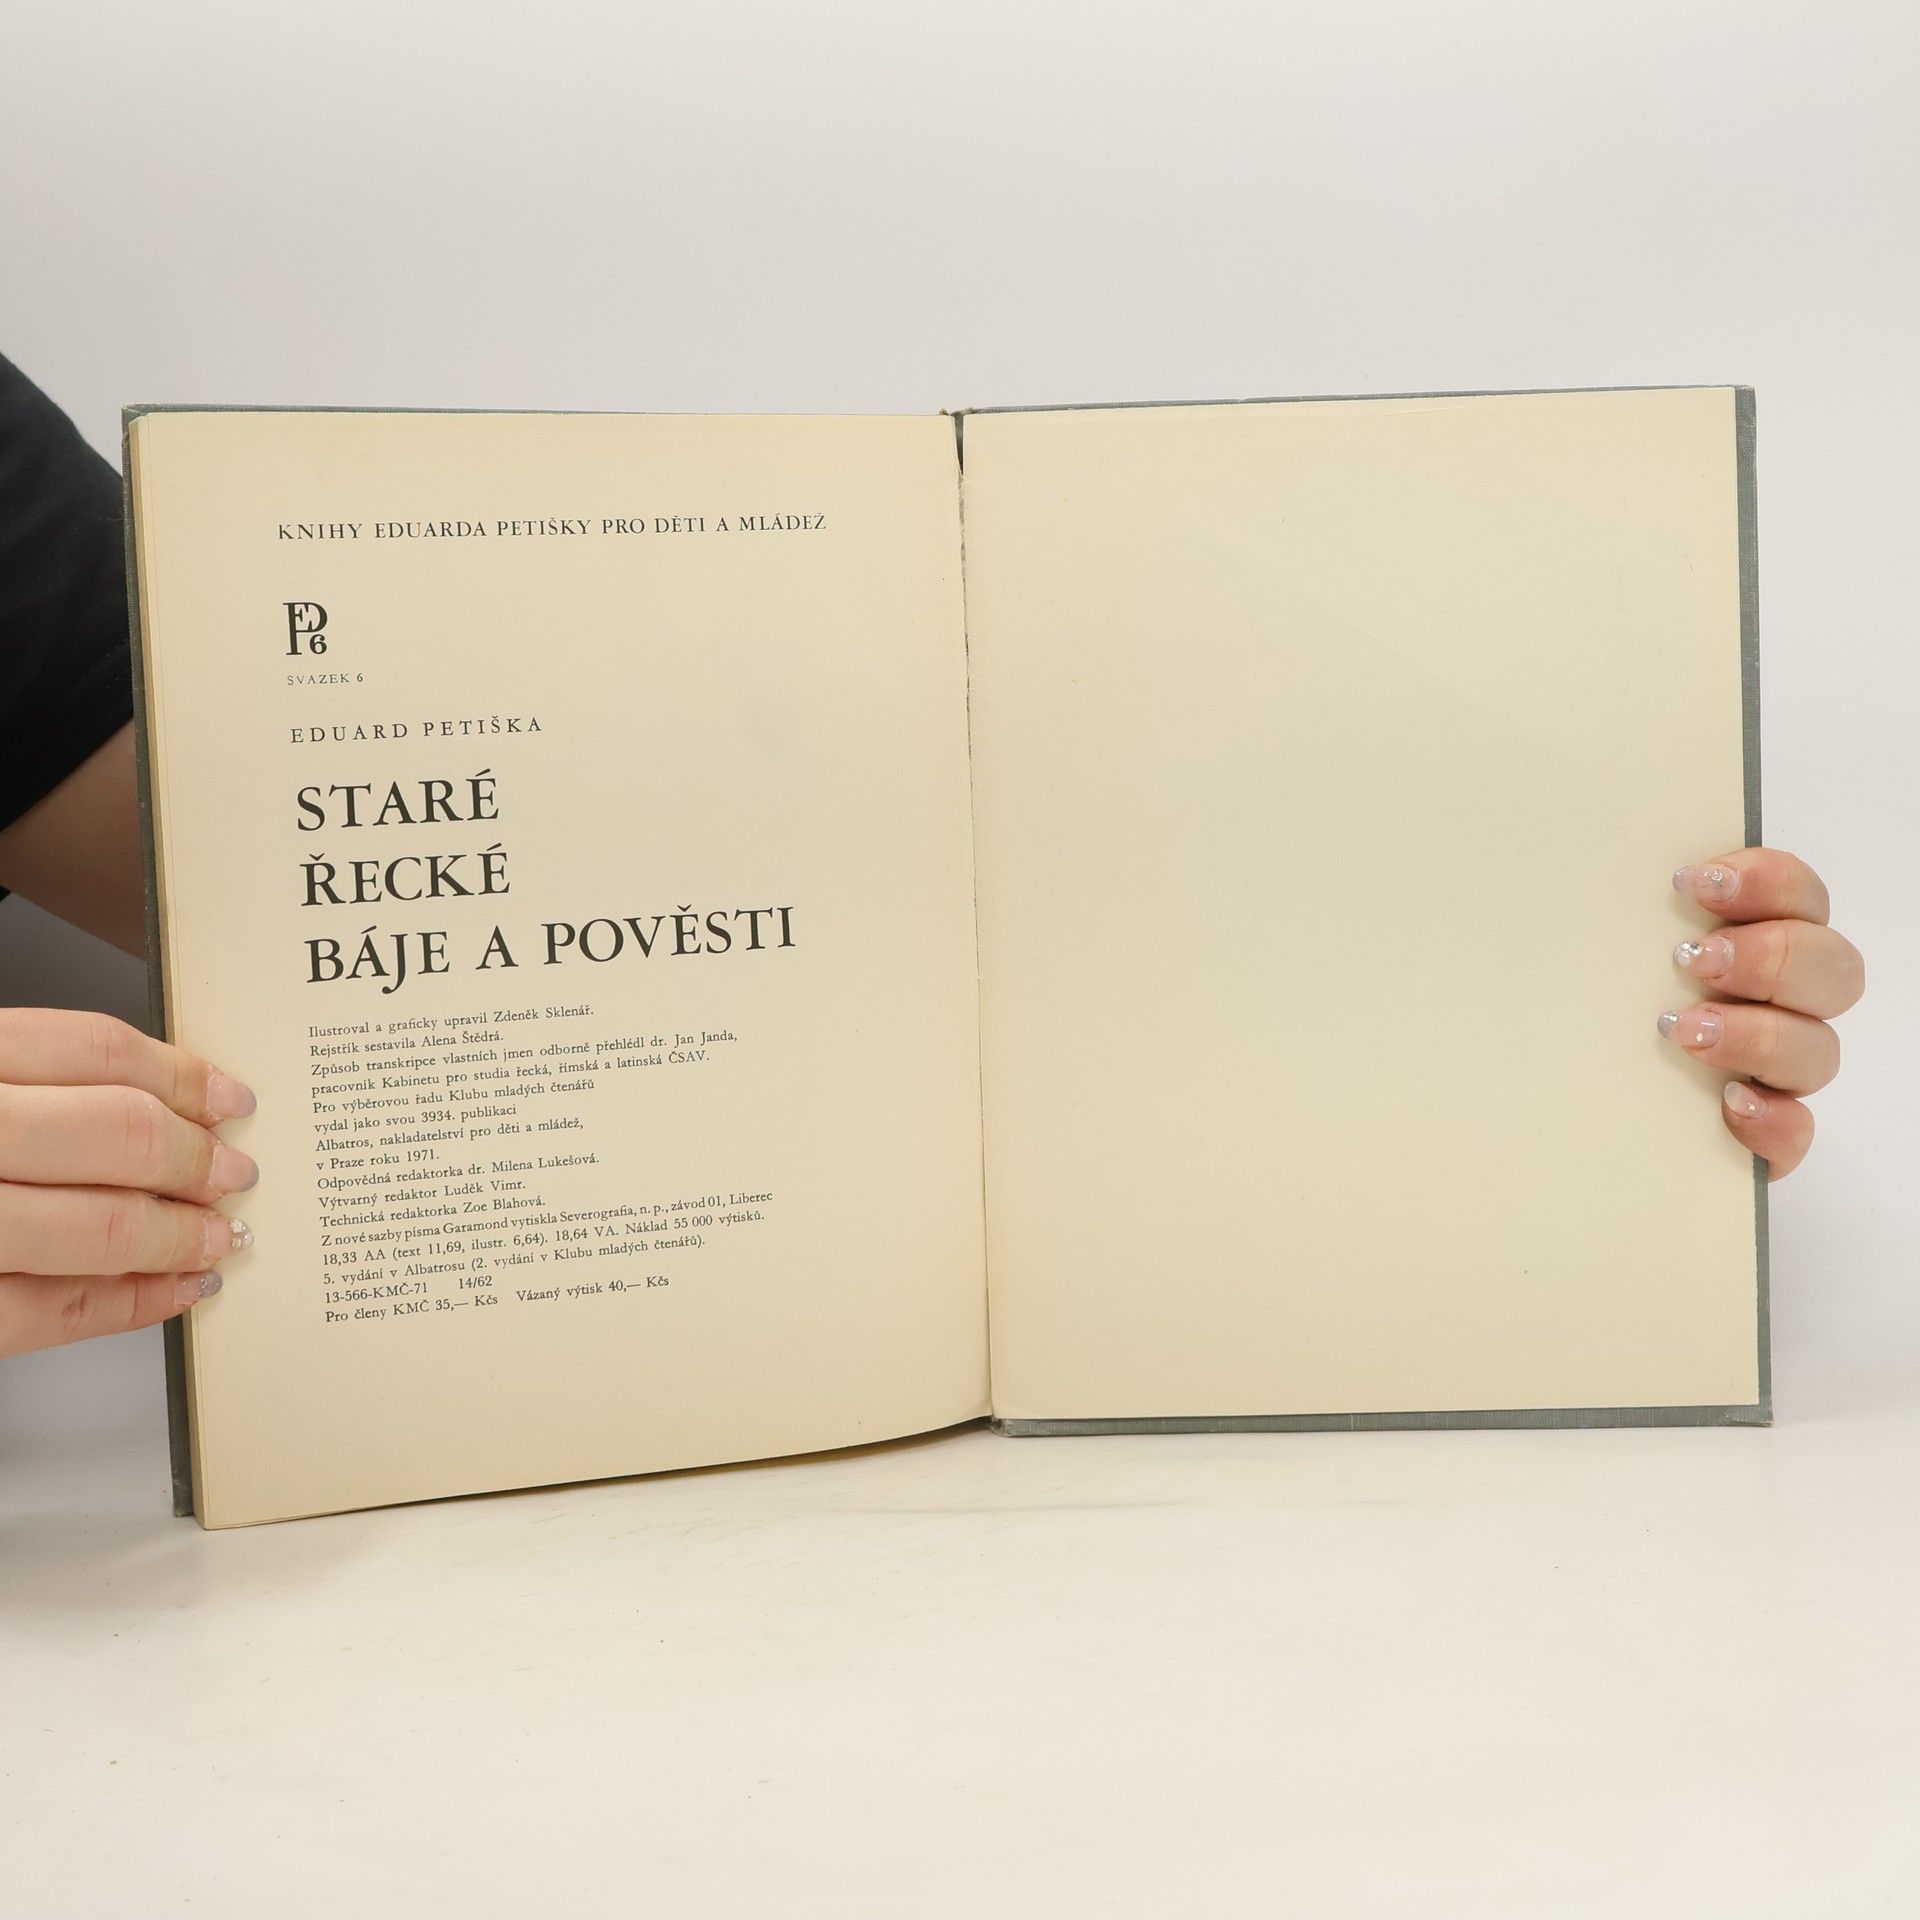 KNIHY EDUARDA PETIŠKY PRO DĚTI A MLÁDEŽ
EP6
SVAZEK 6
EDUARD PETIŠKA
STARÉ
ŘECKÉ
BÁJE A POVĚSTI
Ilustroval a graficky upravil Zdeněk Sklenář.
Rejstřík sestavila Alena Štědrá.
Způsob transkripce vlastních jmen odborně přehlédl dr. Jan Janda,
pracovník Kabinetu pro studia řecká, římská a latinská ČSAV.
Pro výběrovou řadu Klubu mladých čtenářů
vydal jako svou 3934. publikaci
Albatros, nakladatelství pro děti a mládež,
v Praze roku 1971.
Odpovědná redaktorka dr. Milena Lukešová.
Výtvarný redaktor Luděk Vimr.
Technická redaktorka Zoe Blahová.
Z nové sazby písma Garamond vytiskla Severografia, n. p., závod 01, Liberec
18,33 AA (text 11,69, ilustr. 6,64). 18,64 VA. Náklad 55 000 výtisků.
5. vydání v Albatrosu (2. vydání v Klubu mladých čtenářů).
13-566-KMČ-71 14/62
Pro členy KMČ 35,— Kčs Vázaný výtisk 40,— Kčs